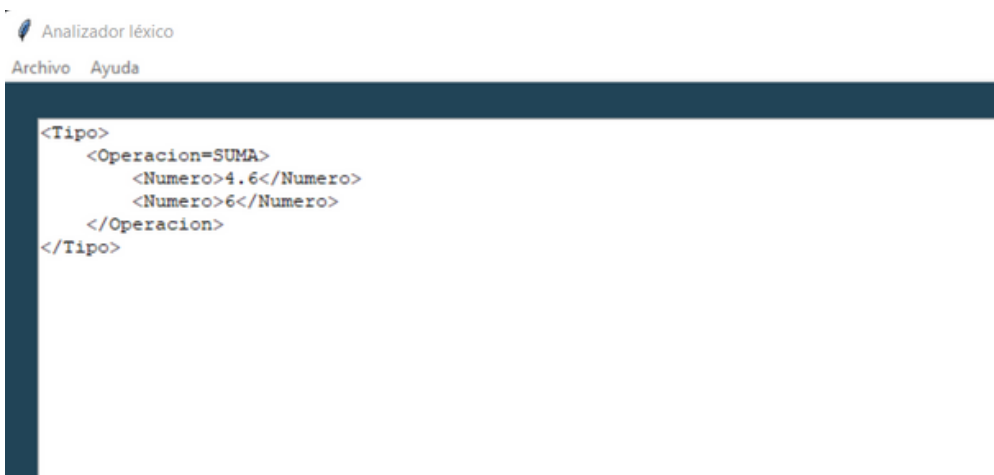 Analizador léxico
Archivo Ayuda
<Tipo>
    <Operacion=SUMA>
        <Numero>4.6</Numero>
        <Numero>6</Numero>
    </Operacion>
</Tipo>